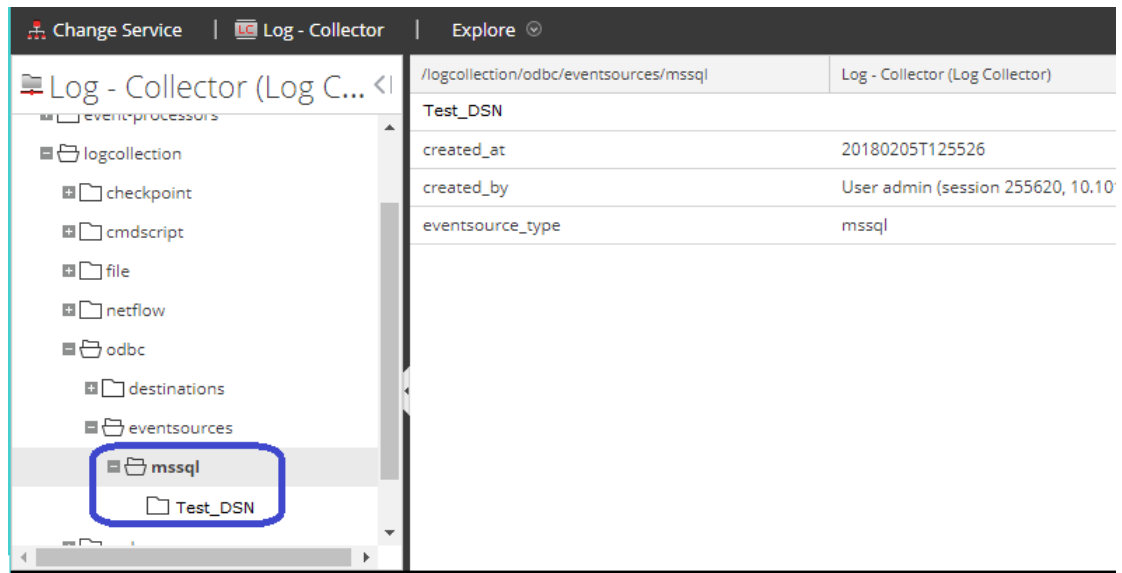 Change Service | LC Log - Collector | Explore
Log - Collector (Log C...
event-processors
logcollection
checkpoint
cmdscript
file
netflow
odbc
destinations
eventsources
mssql
Test_DSN
/logcollection/odbc/eventsources/mssql Log - Collector (Log Collector)
Test_DSN
created_at 20180205T125526
created_by User admin (session 255620, 10.10
eventsource_type mssql